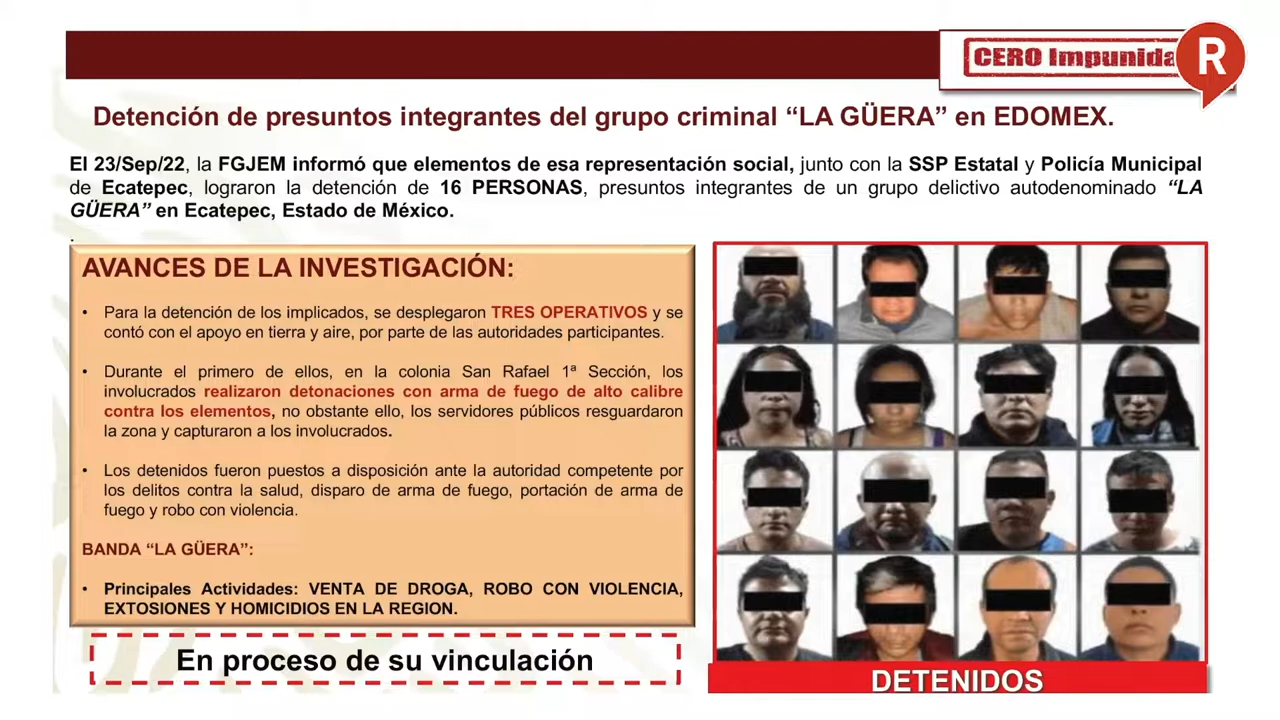 CERO Impunida
R
Detención de presuntos integrantes del grupo criminal “LA GÜERA” en EDOMEX.
El 23/Sep/22, la FGJEM informó que elementos de esa representación social, junto con la SSP Estatal y Policía Municipal
de Ecatepec, lograron la detención de 16 PERSONAS, presuntos integrantes de un grupo delictivo autodenominado “LA
GÜERA” en Ecatepec, Estado de México.
.
AVANCES DE LA INVESTIGACIÓN:
• Para la detención de los implicados, se desplegaron TRES OPERATIVOS y se
contó con el apoyo en tierra y aire, por parte de las autoridades participantes.
• Durante el primero de ellos, en la colonia San Rafael 1ª Sección, los
involucrados realizaron detonaciones con arma de fuego de alto calibre
contra los elementos, no obstante ello, los servidores públicos resguardaron
la zona y capturaron a los involucrados.
• Los detenidos fueron puestos a disposición ante la autoridad competente por
los delitos contra la salud, disparo de arma de fuego, portación de arma de
fuego y robo con violencia.
BANDA “LA GÜERA”:
• Principales Actividades: VENTA DE DROGA, ROBO CON VIOLENCIA,
EXTOSIONES Y HOMICIDIOS EN LA REGION.
En proceso de su vinculación
DETENIDOS